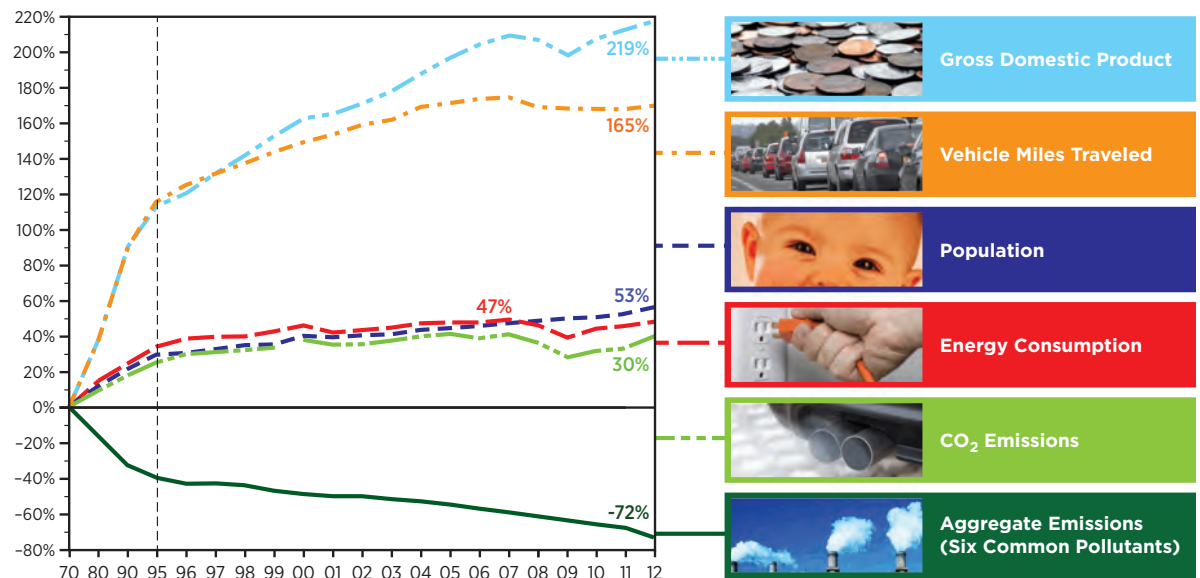 220%
200%
180%
160%
140%
120%
100%
80%
60%
40%
20%
0%
−20%
−40%
−60%
−80%
219%
165%
53%
47%
30%
-72%
70 80 90 95 96 97 98 99 00 01 02 03 04 05 06 07 08 09 10 11 12
Gross Domestic Product
Vehicle Miles Traveled
Population
Energy Consumption
CO₂ Emissions
Aggregate Emissions
(Six Common Pollutants)